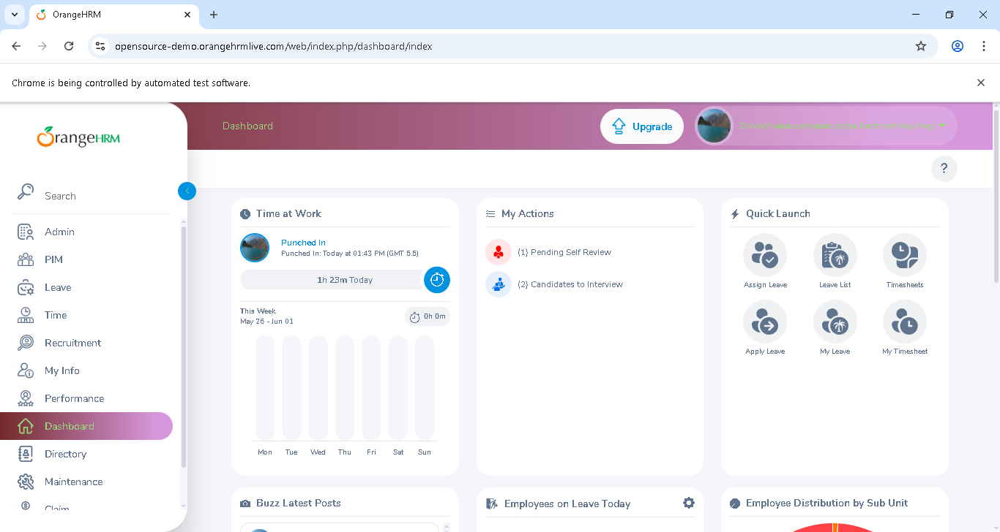 OrangeHRM
opensource-demo.orangehrmlive.com/web/index.php/dashboard/index
Chrome is being controlled by automated test software.
OrangeHRM
Search
Admin
PIM
Leave
Time
Recruitment
My Info
Performance
Dashboard
Directory
Maintenance
Claim
Dashboard
Upgrade
?
Time at Work
Punched In
Punched In: Today at 01:43 PM (GMT 5.5)
1h 23m Today
This Week
May 26 - Jun 01
0h 0m
Mon Tue Wed Thu Fri Sat Sun
My Actions
(1) Pending Self Review
(2) Candidates to Interview
Quick Launch
Assign Leave Leave List Timesheets
Apply Leave My Leave My Timesheet
Buzz Latest Posts
Employees on Leave Today
Employee Distribution by Sub Unit